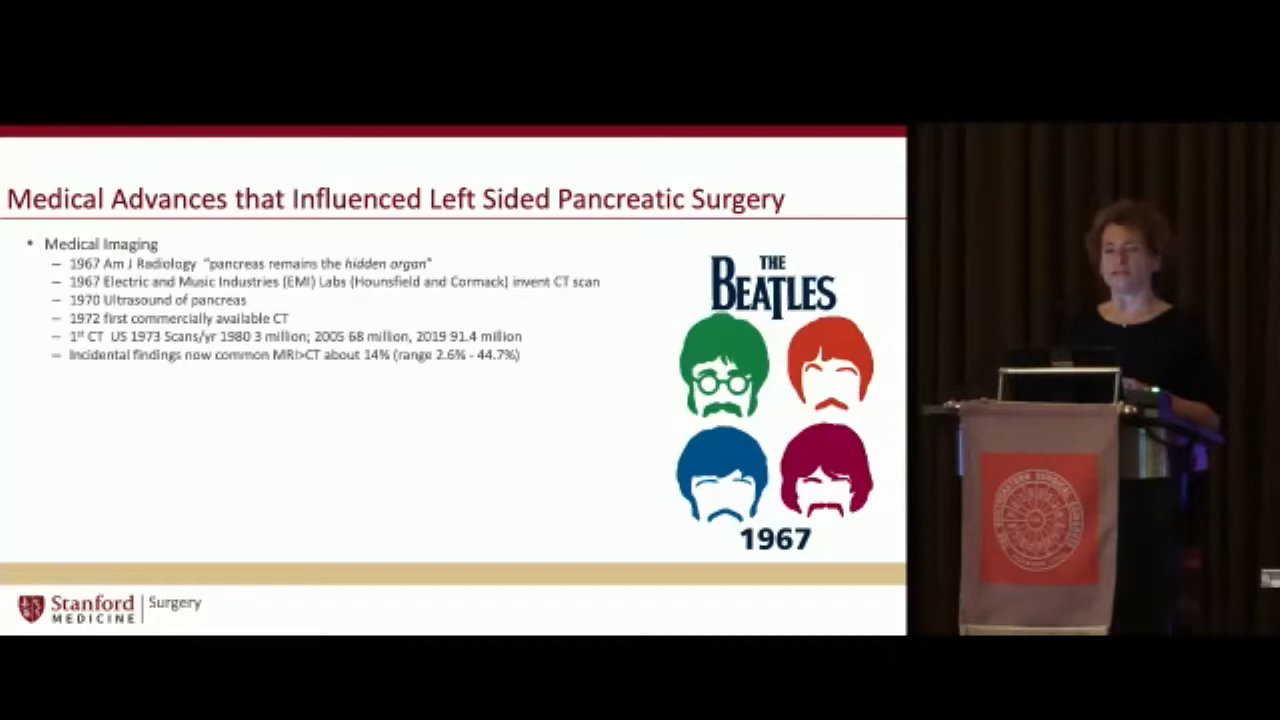 Medical Advances that Influenced Left Sided Pancreatic Surgery
• Medical Imaging
– 1967 Am J Radiology "pancreas remains the hidden organ"
– 1967 Electric and Music Industries (EMI) Labs (Hounsfield and Cormack) invent CT scan
– 1970 Ultrasound of pancreas
– 1972 first commercially available CT
– 1st CT US 1973 Scans/yr 1980 3 million; 2005 68 million, 2019 91.4 million
– Incidental findings now common MRI>CT about 14% (range 2.6% - 44.7%)
THE
BEATLES
1967
Stanford
MEDICINE
Surgery
SOUTHEASTERN SURGICAL CONGRESS